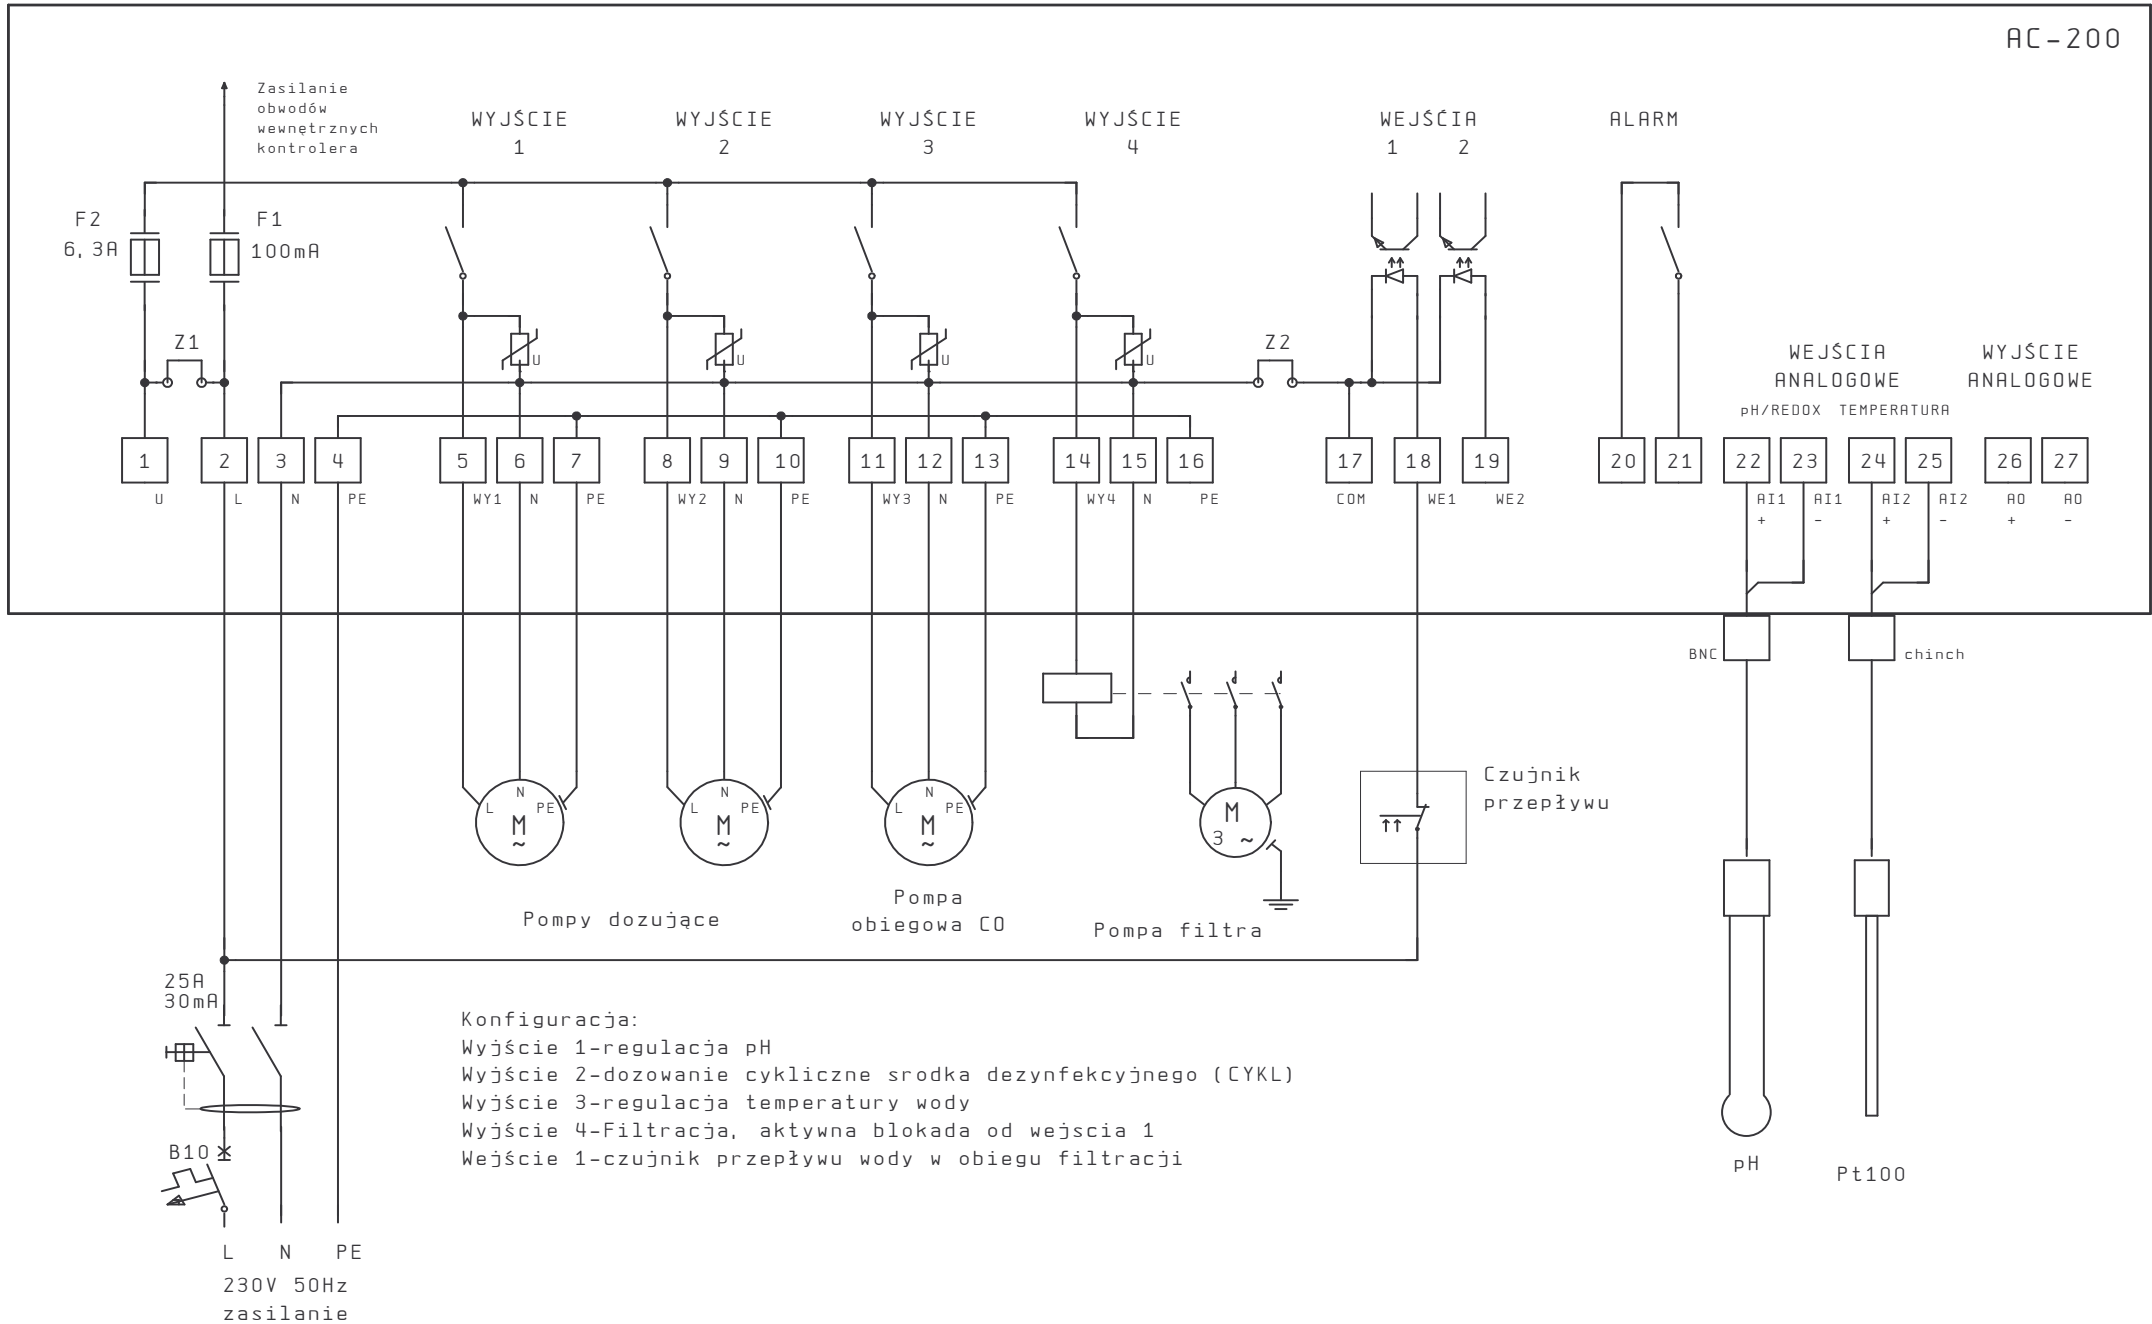 AC-200
Zasilanie
obwodów
wewnętrznych
kontrolera
WYJŚCIE
1
WYJŚCIE
2
WYJŚCIE
3
WYJŚCIE
4
WEJŚĆIA
1 2
ALARM
F2
6,3A
F1
100mA
Z1
U
U
U
U
Z2
WEJŚCIA
ANALOGOWE
pH/REDOX TEMPERATURA
WYJŚCIE
ANALOGOWE
1 2 3 4 5 6 7 8 9 10 11 12 13 14 15 16 17 18 19 20 21 22 23 24 25 26 27
U L N PE WY1 N PE WY2 N PE WY3 N PE WY4 N PE COM WE1 WE2 AI1 AI1 AI2 AI2 AO AO
+ - + - + -
BNC
chinch
L N PE
M
~
L N PE
M
~
L N PE
M
~
M
3 ~
Czujnik
przepływu
Pompy dozujące
Pompa
obiegowa CO
Pompa filtra
25A
30mA
Konfiguracja:
Wyjście 1-regulacja pH
Wyjście 2-dozowanie cykliczne srodka dezynfekcyjnego (CYKL)
Wyjście 3-regulacja temperatury wody
Wyjście 4-Filtracja, aktywna blokada od wejscia 1
Wejście 1-czujnik przepływu wody w obiegu filtracji
B10
pH
Pt100
L N PE
230V 50Hz
zasilanie